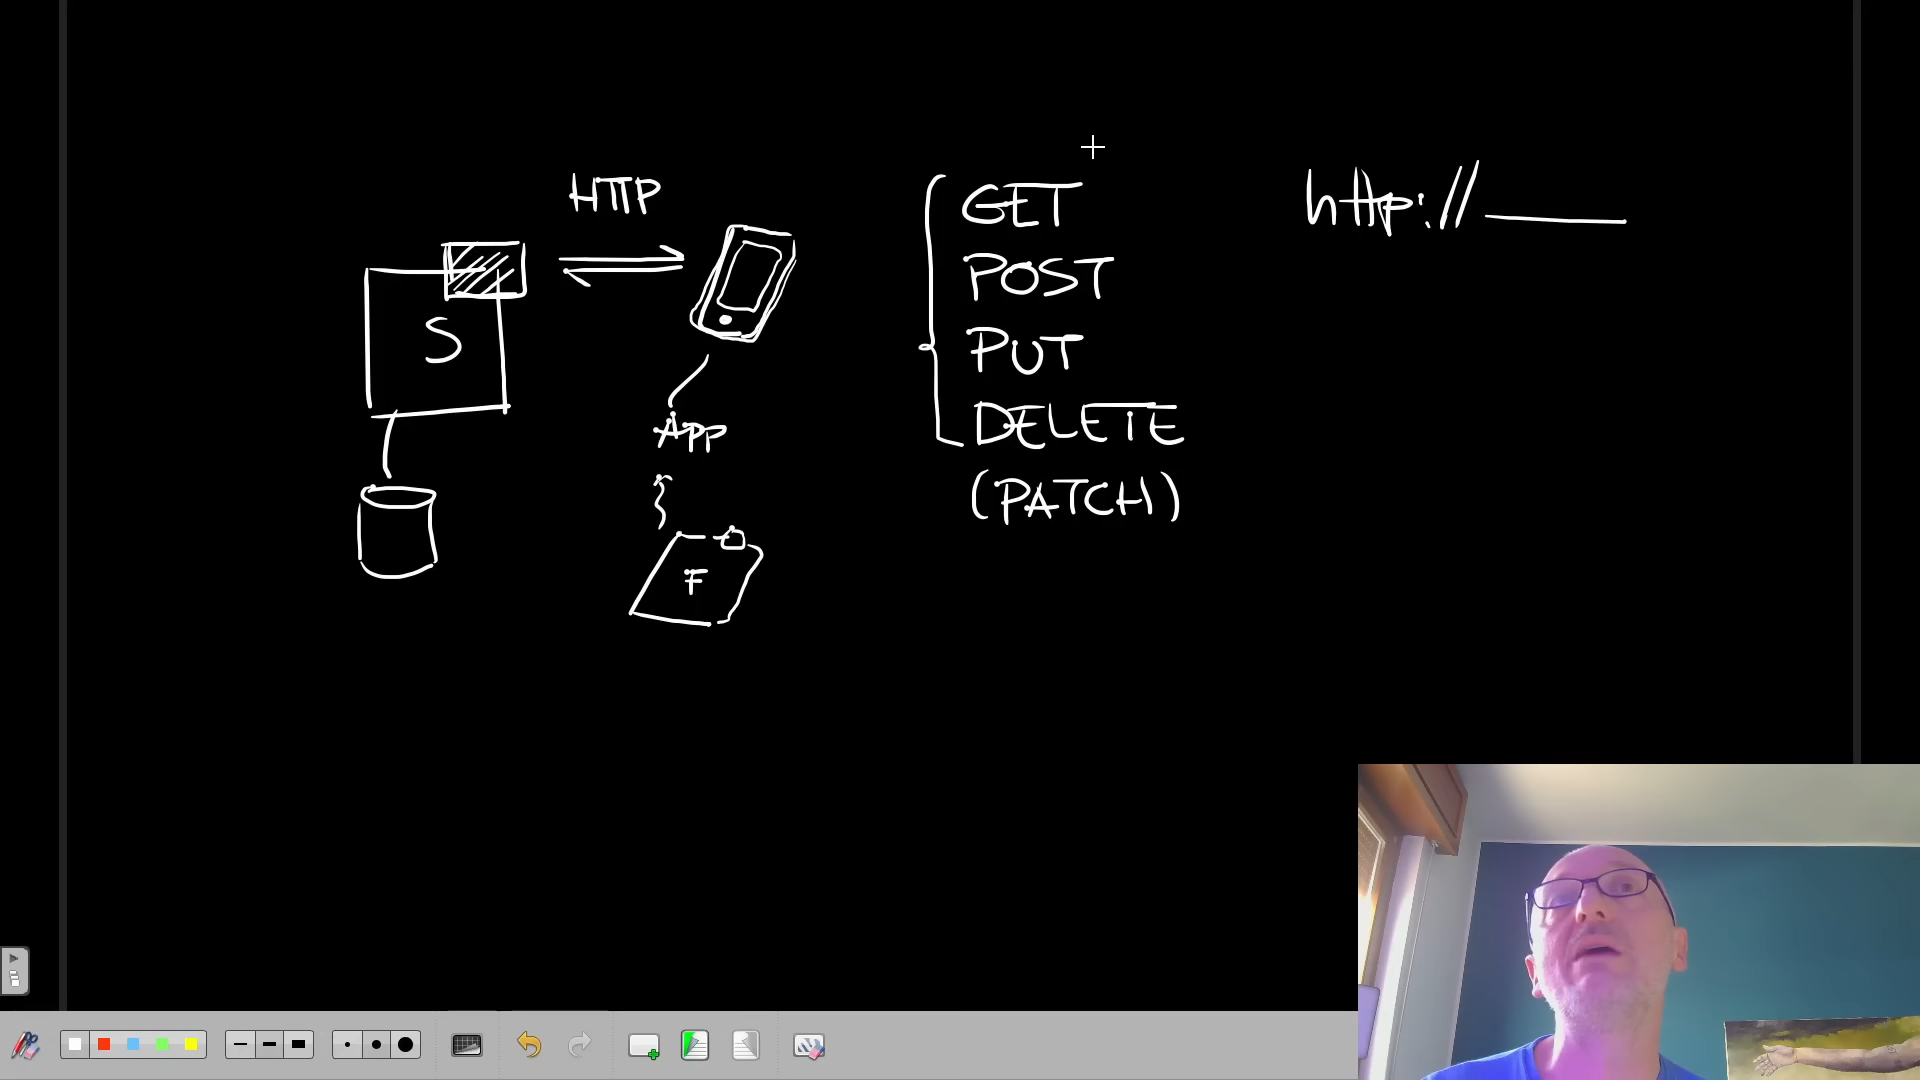 HTTP
S
App
F
GET
POST
PUT
DELETE
(PATCH)
http://